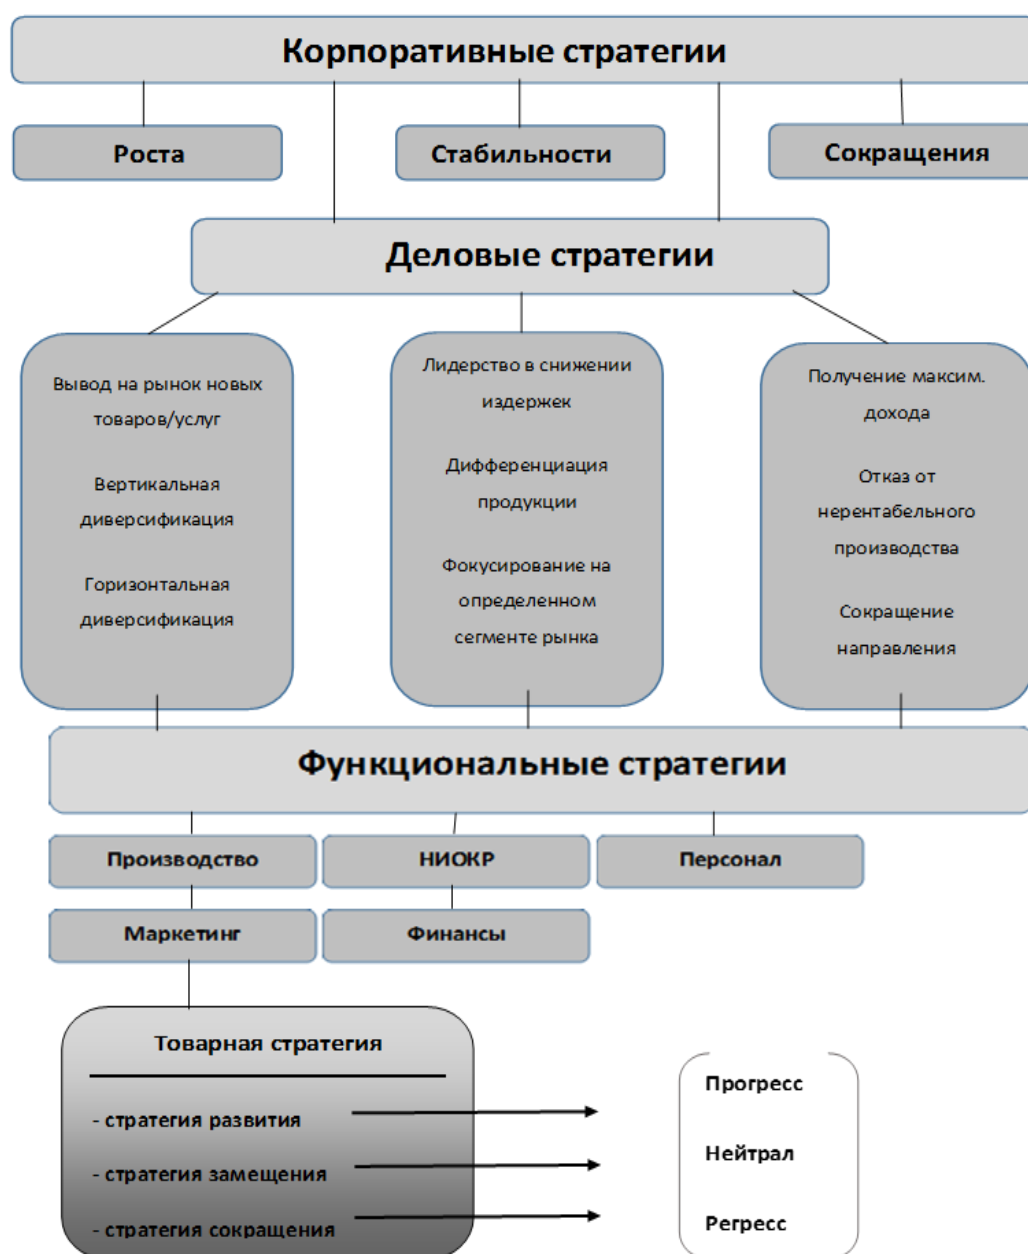 Корпоративные стратегии
Роста
Стабильности
Сокращения
Деловые стратегии
Вывод на рынок новых
товаров/услуг
Вертикальная
диверсификация
Горизонтальная
диверсификация
Лидерство в снижении
издержек
Дифференциация
продукции
Фокусирование на
определенном
сегменте рынка
Получение максим.
дохода
Отказ от
нерентабельного
производства
Сокращение
направления
Функциональные стратегии
Производство
НИОКР
Персонал
Маркетинг
Финансы
Товарная стратегия
- стратегия развития
- стратегия замещения
- стратегия сокращения
Прогресс
Нейтрал
Регресс